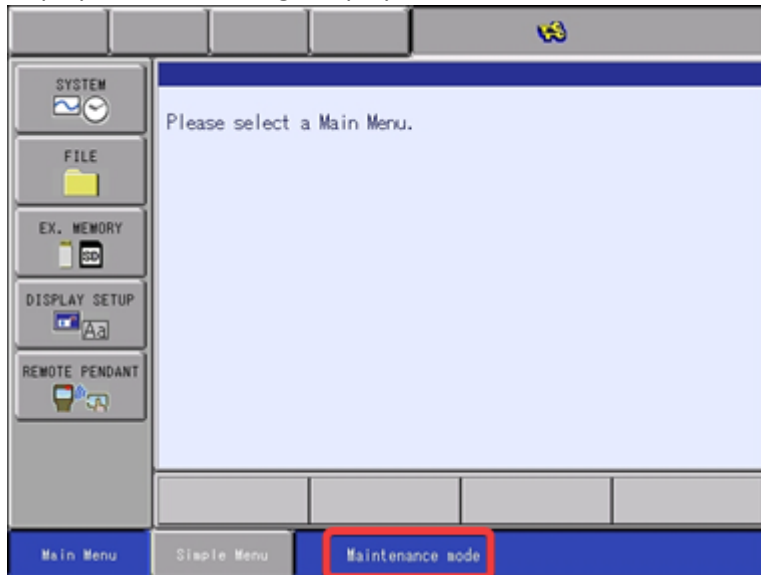 SYSTEM
Please select a Main Menu.
FILE
EX. MEMORY
SD
DISPLAY SETUP
Aa
REMOTE PENDANT
Main Menu
Simple Menu
Maintenance mode